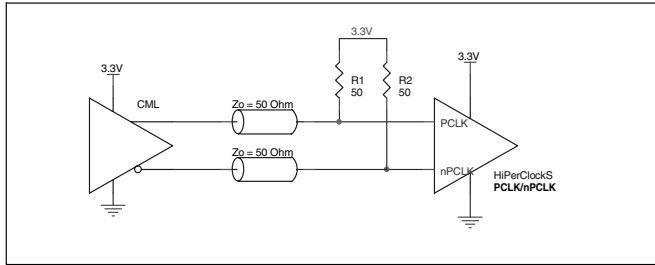 3.3V
3.3V
CML
R1
50
R2
50
3.3V
Zo = 50 Ohm
PCLK
Zo = 50 Ohm
nPCLK
HiPerClockS
PCLK/nPCLK